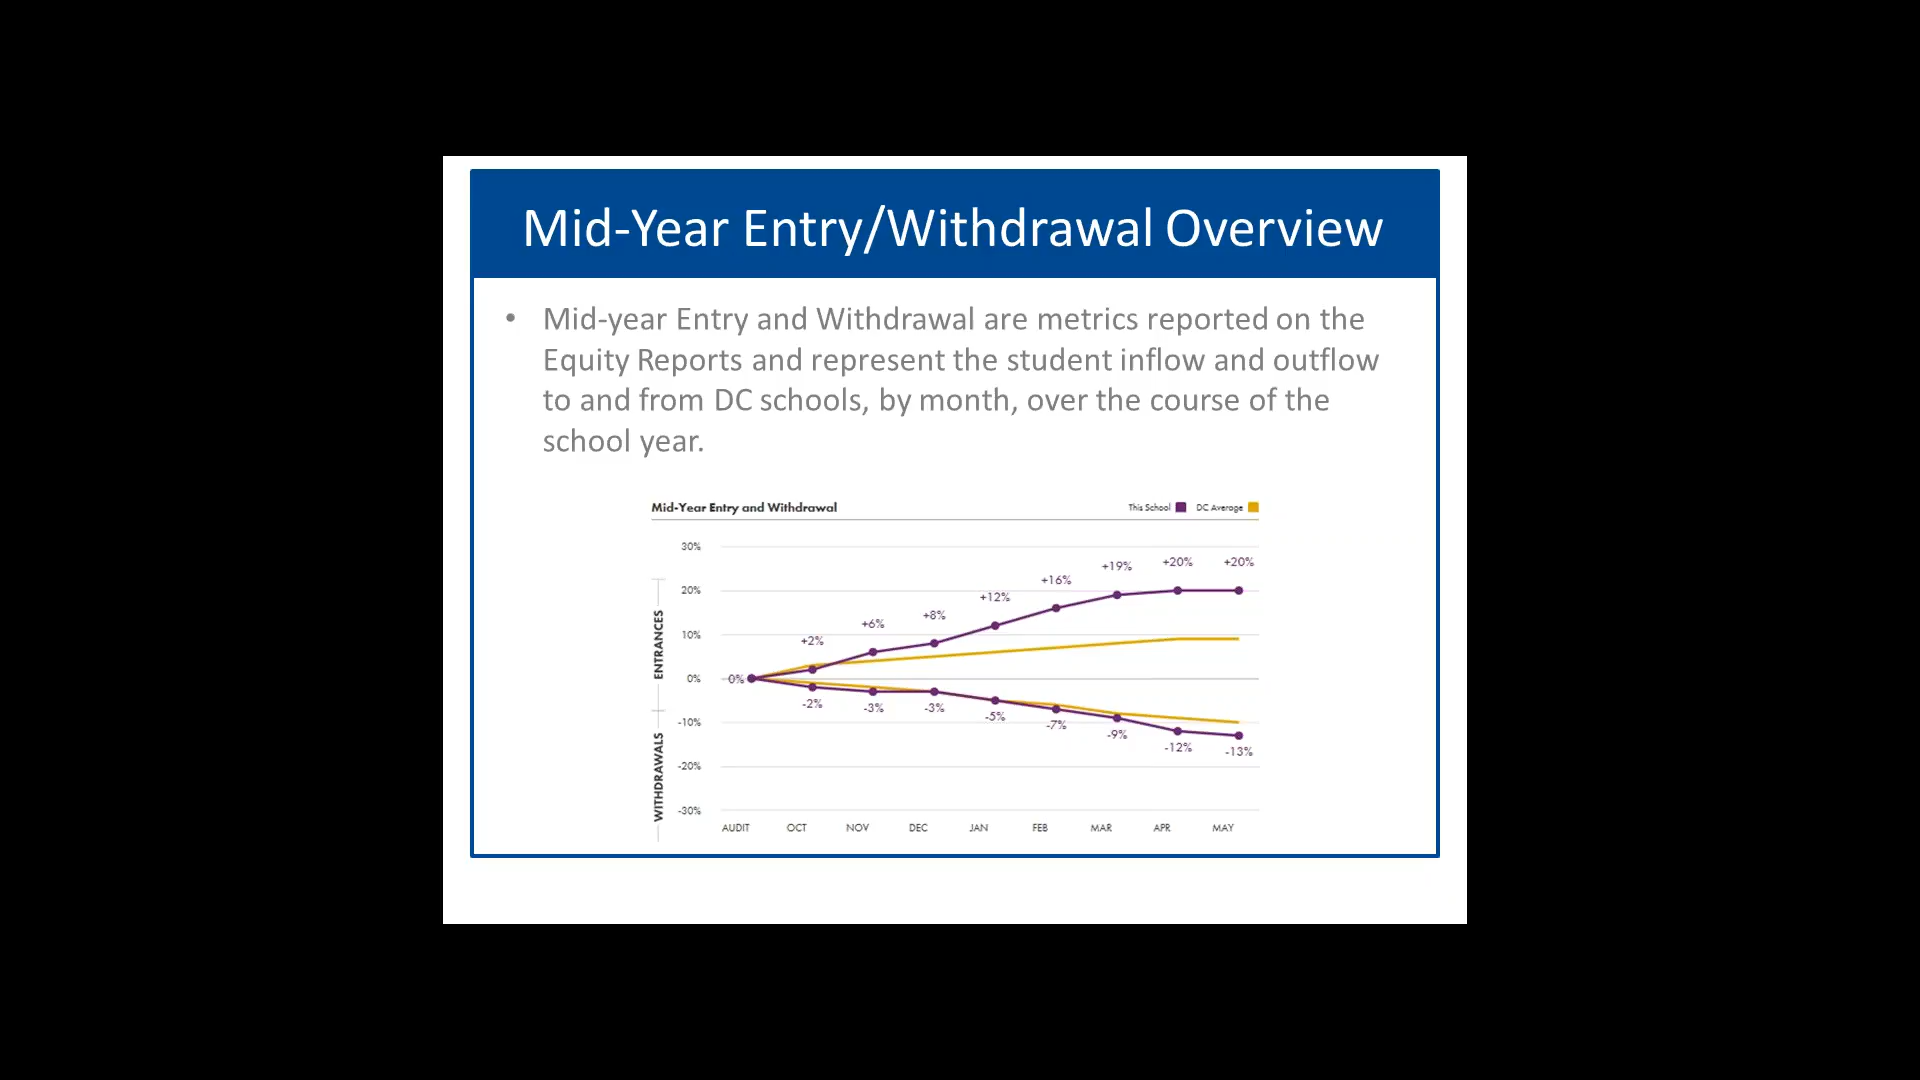 Mid-Year Entry/Withdrawal Overview
• Mid-year Entry and Withdrawal are metrics reported on the
Equity Reports and represent the student inflow and outflow
to and from DC schools, by month, over the course of the
school year.
Mid-Year Entry and Withdrawal
This School DC Average
30%
20%
10%
0%
-10%
-20%
-30%
ENTRANCES
WITHDRAWALS
0%
+2%
+6%
+8%
+12%
+16%
+19%
+20%
+20%
-2%
-3%
-3%
-5%
-7%
-9%
-12%
-13%
AUDIT OCT NOV DEC JAN FEB MAR APR MAY